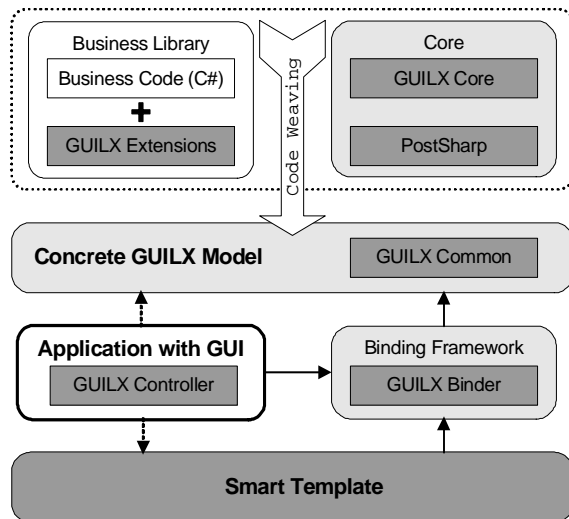 Business Library
Business Code (C#)
+
GUILX Extensions
Code Weaving
Core
GUILX Core
PostSharp
Concrete GUILX Model
GUILX Common
Application with GUI
GUILX Controller
Binding Framework
GUILX Binder
Smart Template